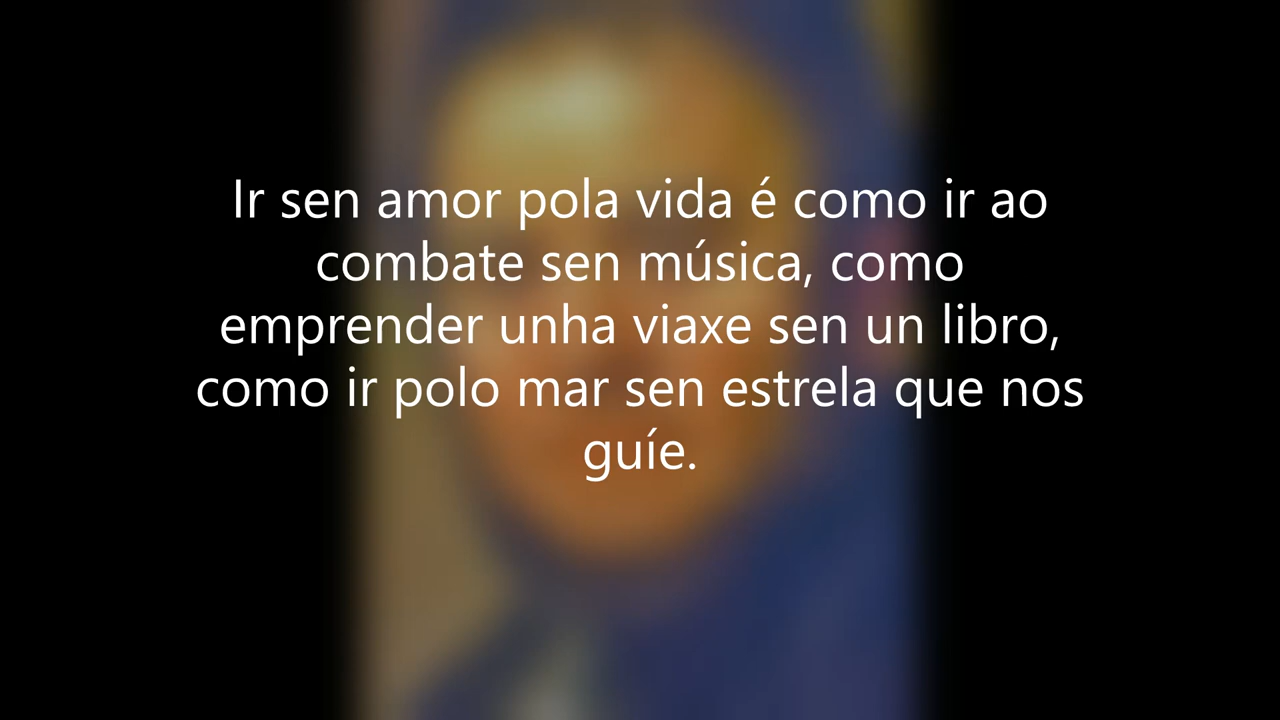 Ir sen amor pola vida é como ir ao
combate sen música, como
emprender unha viaxe sen un libro,
como ir polo mar sen estrela que nos
guíe.